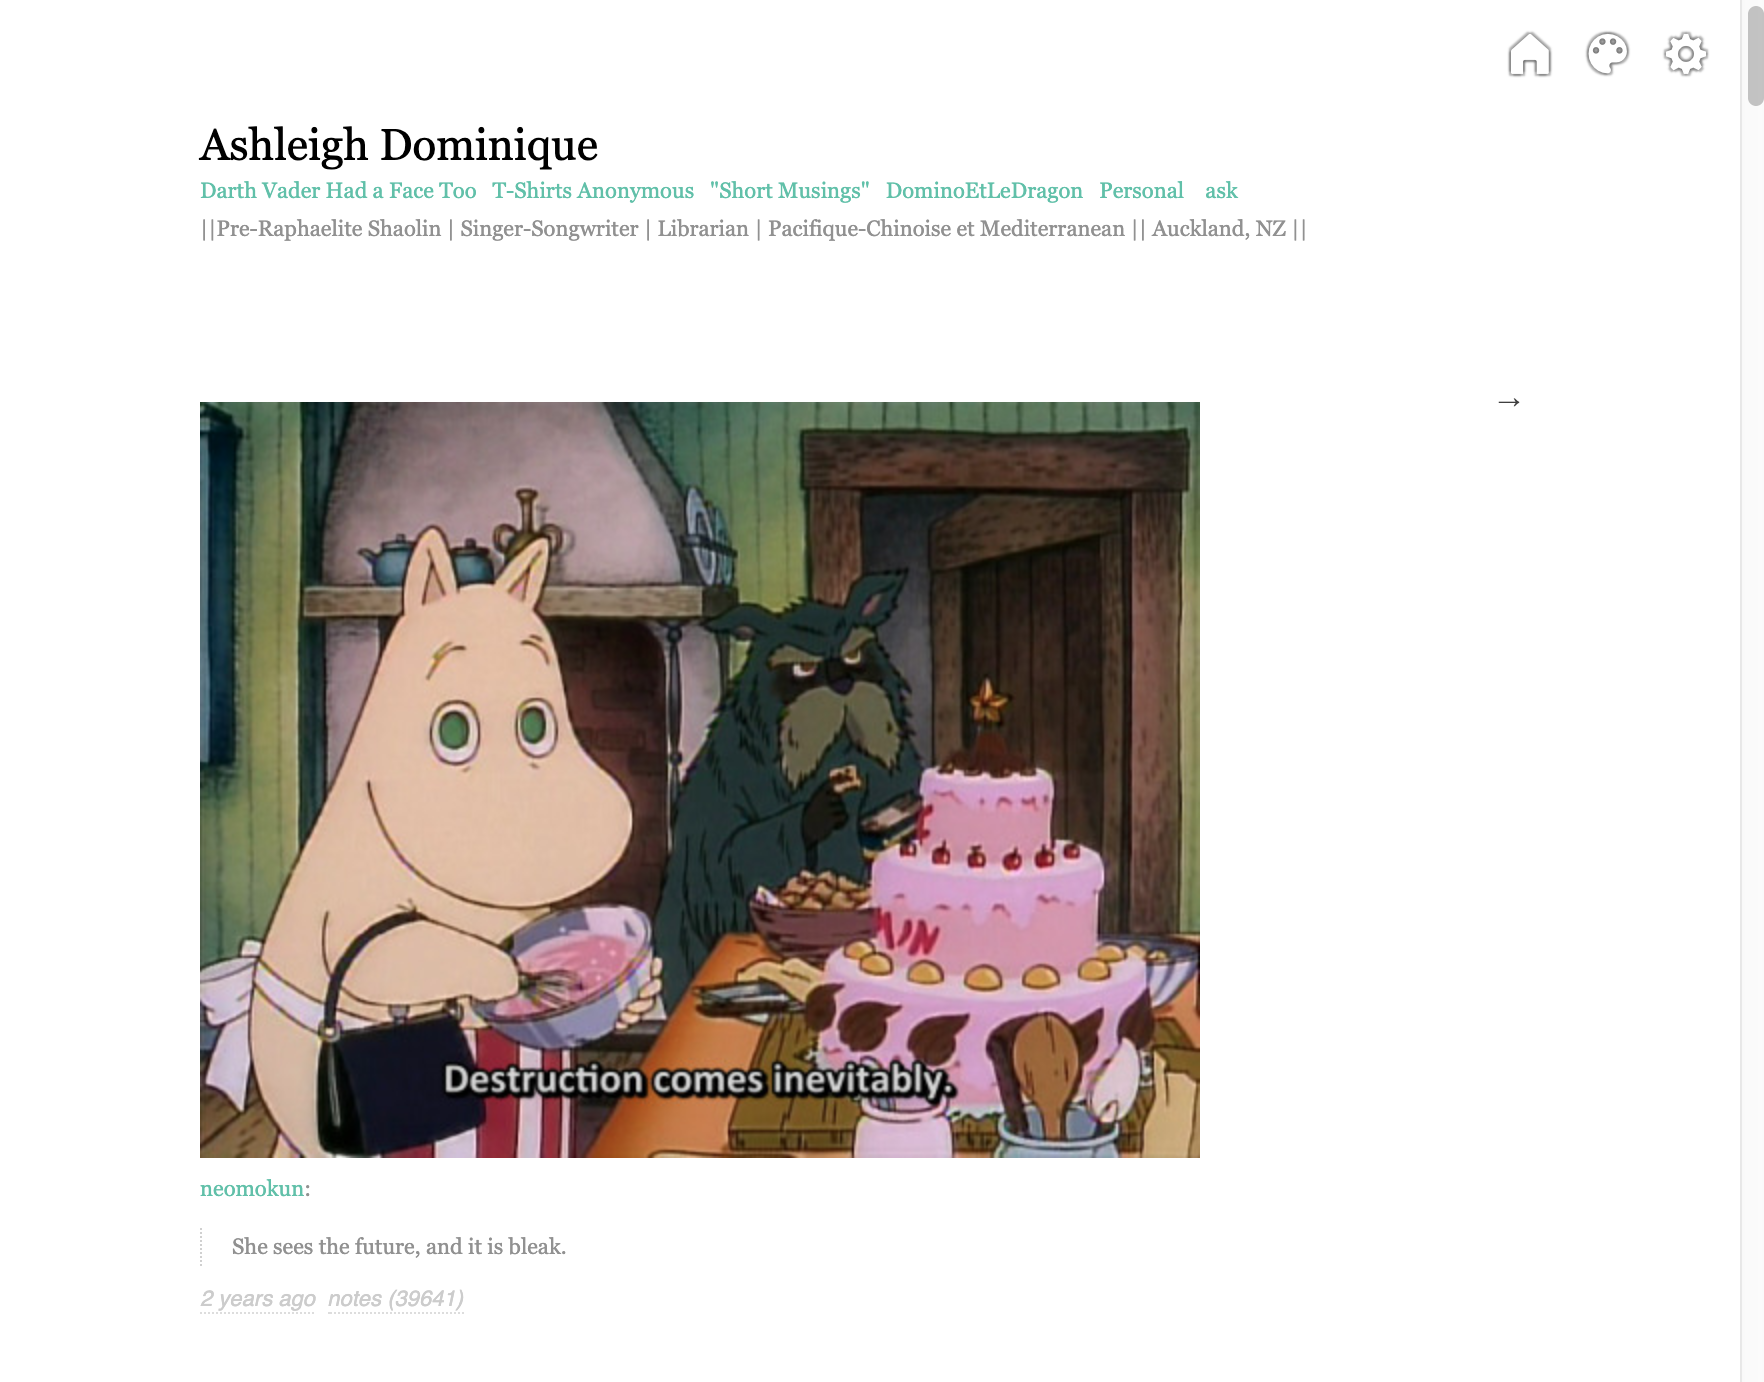 Ashleigh Dominique
Darth Vader Had a Face Too T-Shirts Anonymous "Short Musings" DominoEtLeDragon Personal ask
||Pre-Raphaelite Shaolin | Singer-Songwriter | Librarian | Pacifique-Chinoise et Mediterranean || Auckland, NZ ||
→
Destruction comes inevitably.
neomokun:
She sees the future, and it is bleak.
2 years ago notes (39641)